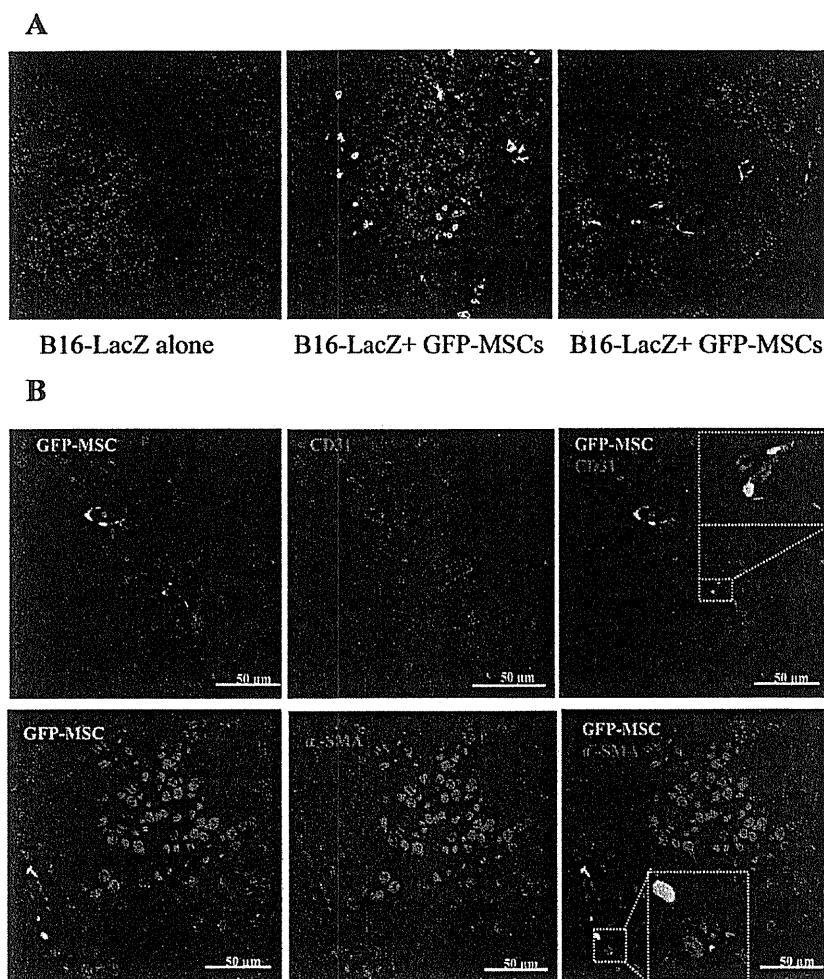 A
B16-LacZ alone
B16-LacZ+ GFP-MSCs
B16-LacZ+ GFP-MSCs
B
GFP-MSC
CD31
GFP-MSC
CD31
50 μm
50 μm
50 μm
GFP-MSC
α-SMA
GFP-MSC
α-SMA
50 μm
50 μm
50 μm